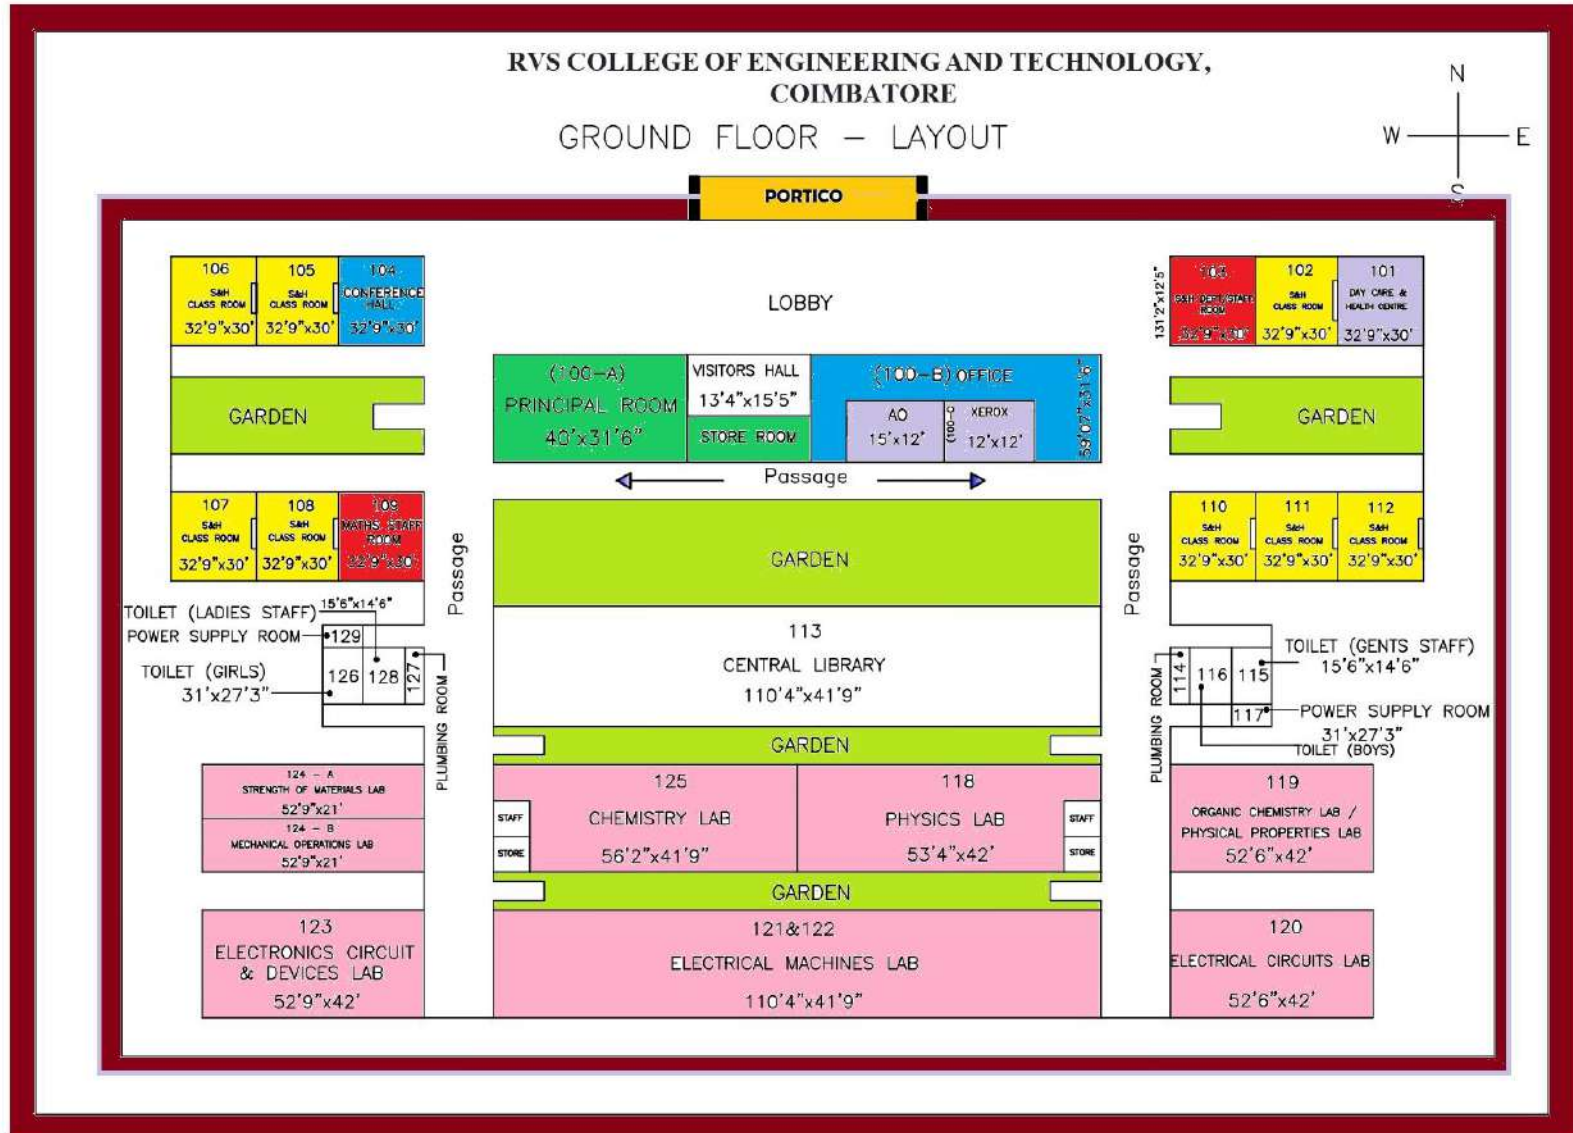 RVS COLLEGE OF ENGINEERING AND TECHNOLOGY,
COIMBATORE
GROUND FLOOR - LAYOUT
N
W
E
S
PORTICO
106
S&H
CLASS ROOM
32'9"x30'
105
S&H
CLASS ROOM
32'9"x30'
104
CONFERENCE
HALL
32'9"x30'
LOBBY
131'2"x12'5"
103
S&H DEPT/STAFF
ROOM
32'9"x30'
102
S&H
CLASS ROOM
32'9"x30'
101
DAY CARE &
HEALTH CENTRE
32'9"x30'
GARDEN
(100-A)
PRINCIPAL ROOM
40'x31'6"
VISITORS HALL
13'4"x15'5"
STORE ROOM
(100-B) OFFICE
AO
15'x12'
(100-C)
XEROX
12'x12'
59'07"x31'6"
GARDEN
Passage
107
S&H
CLASS ROOM
32'9"x30'
108
S&H
CLASS ROOM
32'9"x30'
109
MATHS. STAFF
ROOM
32'9"x30'
Passage
GARDEN
Passage
110
S&H
CLASS ROOM
32'9"x30'
111
S&H
CLASS ROOM
32'9"x30'
112
S&H
CLASS ROOM
32'9"x30'
TOILET (LADIES STAFF)
15'6"x14'6"
POWER SUPPLY ROOM
129
TOILET (GIRLS)
31'x27'3"
126
128
127
PLUMBING ROOM
113
CENTRAL LIBRARY
110'4"x41'9"
PLUMBING ROOM
114
116
115
TOILET (GENTS STAFF)
15'6"x14'6"
117
POWER SUPPLY ROOM
31'x27'3"
TOILET (BOYS)
GARDEN
124 - A
STRENGTH OF MATERIALS LAB
52'9"x21'
124 - B
MECHANICAL OPERATIONS LAB
52'9"x21'
STAFF
STORE
125
CHEMISTRY LAB
56'2"x41'9"
118
PHYSICS LAB
53'4"x42'
STAFF
STORE
119
ORGANIC CHEMISTRY LAB /
PHYSICAL PROPERTIES LAB
52'6"x42'
GARDEN
123
ELECTRONICS CIRCUIT
& DEVICES LAB
52'9"x42'
121&122
ELECTRICAL MACHINES LAB
110'4"x41'9"
120
ELECTRICAL CIRCUITS LAB
52'6"x42'